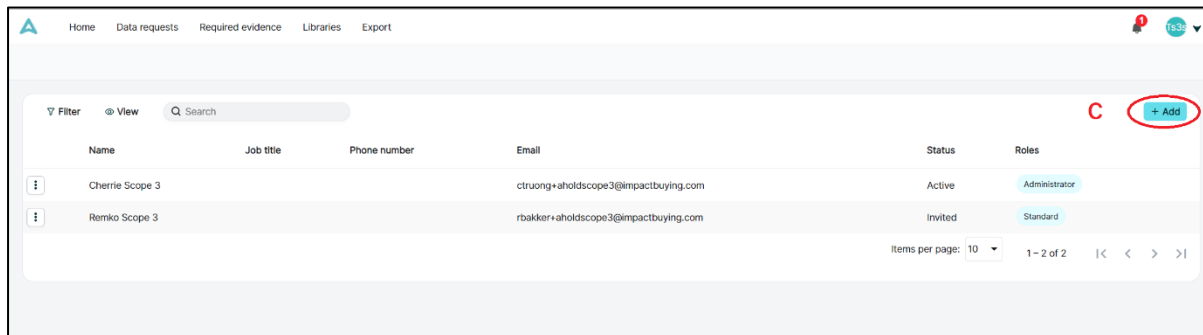 Home Data requests Required evidence Libraries Export 1 Ts3s
Filter View Search C + Add
Name Job title Phone number Email Status Roles
Cherrie Scope 3 ctruong+aholdscope3@impactbuying.com Active Administrator
Remko Scope 3 rbakker+aholdscope3@impactbuying.com Invited Standard
Items per page: 10 1 – 2 of 2